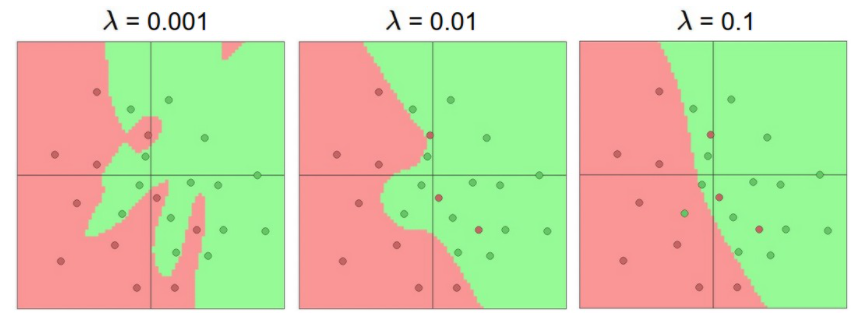 λ = 0.001
λ = 0.01
λ = 0.1